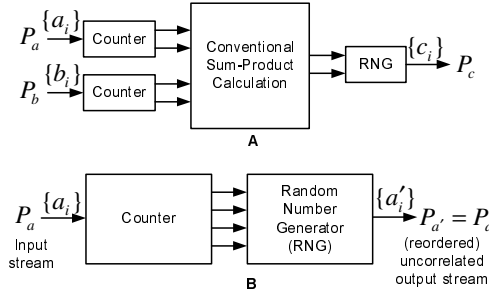 {a_i}
P_a
Counter
{b_i}
P_b
Counter
Conventional
Sum-Product
Calculation
RNG
{c_i}
P_c
A
{a_i}
P_a
Input
stream
Counter
Random
Number
Generator
(RNG)
{a'_i}
P_a' = P_a
(reordered)
uncorrelated
output stream
B